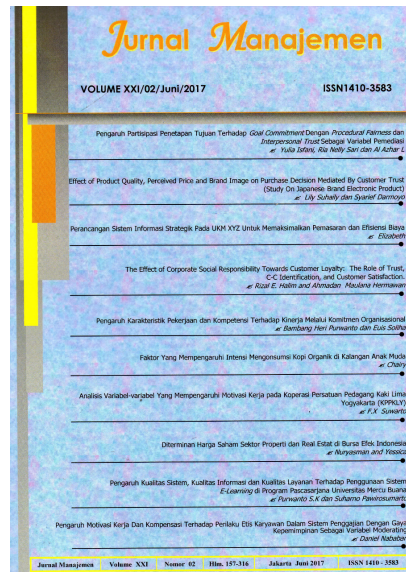 Jurnal Manajemen
VOLUME XXI/02/Juni/2017 ISSN1410-3583
Pengaruh Partisipasi Penetapan Tujuan Terhadap Goal Commitment Dengan Procedural Fairness dan
Interpersonal Trust Sebagai Variabel Pemediasi
Yulia Isfani, Ria Nelly Sari dan Al Azhar L
Effect of Product Quality, Perceived Price and Brand Image on Purchase Decision Mediated By Customer Trust
(Study On Japanese Brand Electronic Product)
Lily Suhaily dan Syarief Darmoyo
Perancangan Sistem Informasi Strategik Pada UKM XYZ Untuk Memaksimalkan Pemasaran dan Efisiensi Biaya
Elizabeth
The Effect of Corporate Social Responsibility Towards Customer Loyalty: The Role of Trust,
C-C Identification, and Customer Satisfaction.
Rizal E. Halim and Ahmadan Maulana Hermawan
Pengaruh Karakteristik Pekerjaan dan Kompetensi Terhadap Kinerja Melalui Komitmen Organisasional
Bambang Heri Purwanto dan Euis Soliha
Faktor Yang Mempengaruhi Intensi Mengonsumsi Kopi Organik di Kalangan Anak Muda
Chairy
Analisis Variabel-variabel Yang Mempengaruhi Motivasi Kerja pada Koperasi Persatuan Pedagang Kaki Lima
Yogyakarta (KPPKLY)
F.X Suwarto
Diterminan Harga Saham Sektor Properti dan Real Estat di Bursa Efek Indonesia
Nuryasman and Yessica
Pengaruh Kualitas Sistem, Kualitas Informasi dan Kualitas Layanan Terhadap Penggunaan Sistem
E-Learning di Program Pascasarjana Universitas Mercu Buana
Purwanto S.K dan Suharno Pawirosumarto
Pengaruh Motivasi Kerja Dan Kompensasi Terhadap Perilaku Etis Karyawan Dalam Sistem Penggajian Dengan Gaya
Kepemimpinan Sebagai Variabel Moderating
Daniel Nababan
Jurnal Manajemen Volume XXI Nomor 02 Hlm. 157-316 Jakarta Juni 2017 ISSN 1410 - 3583